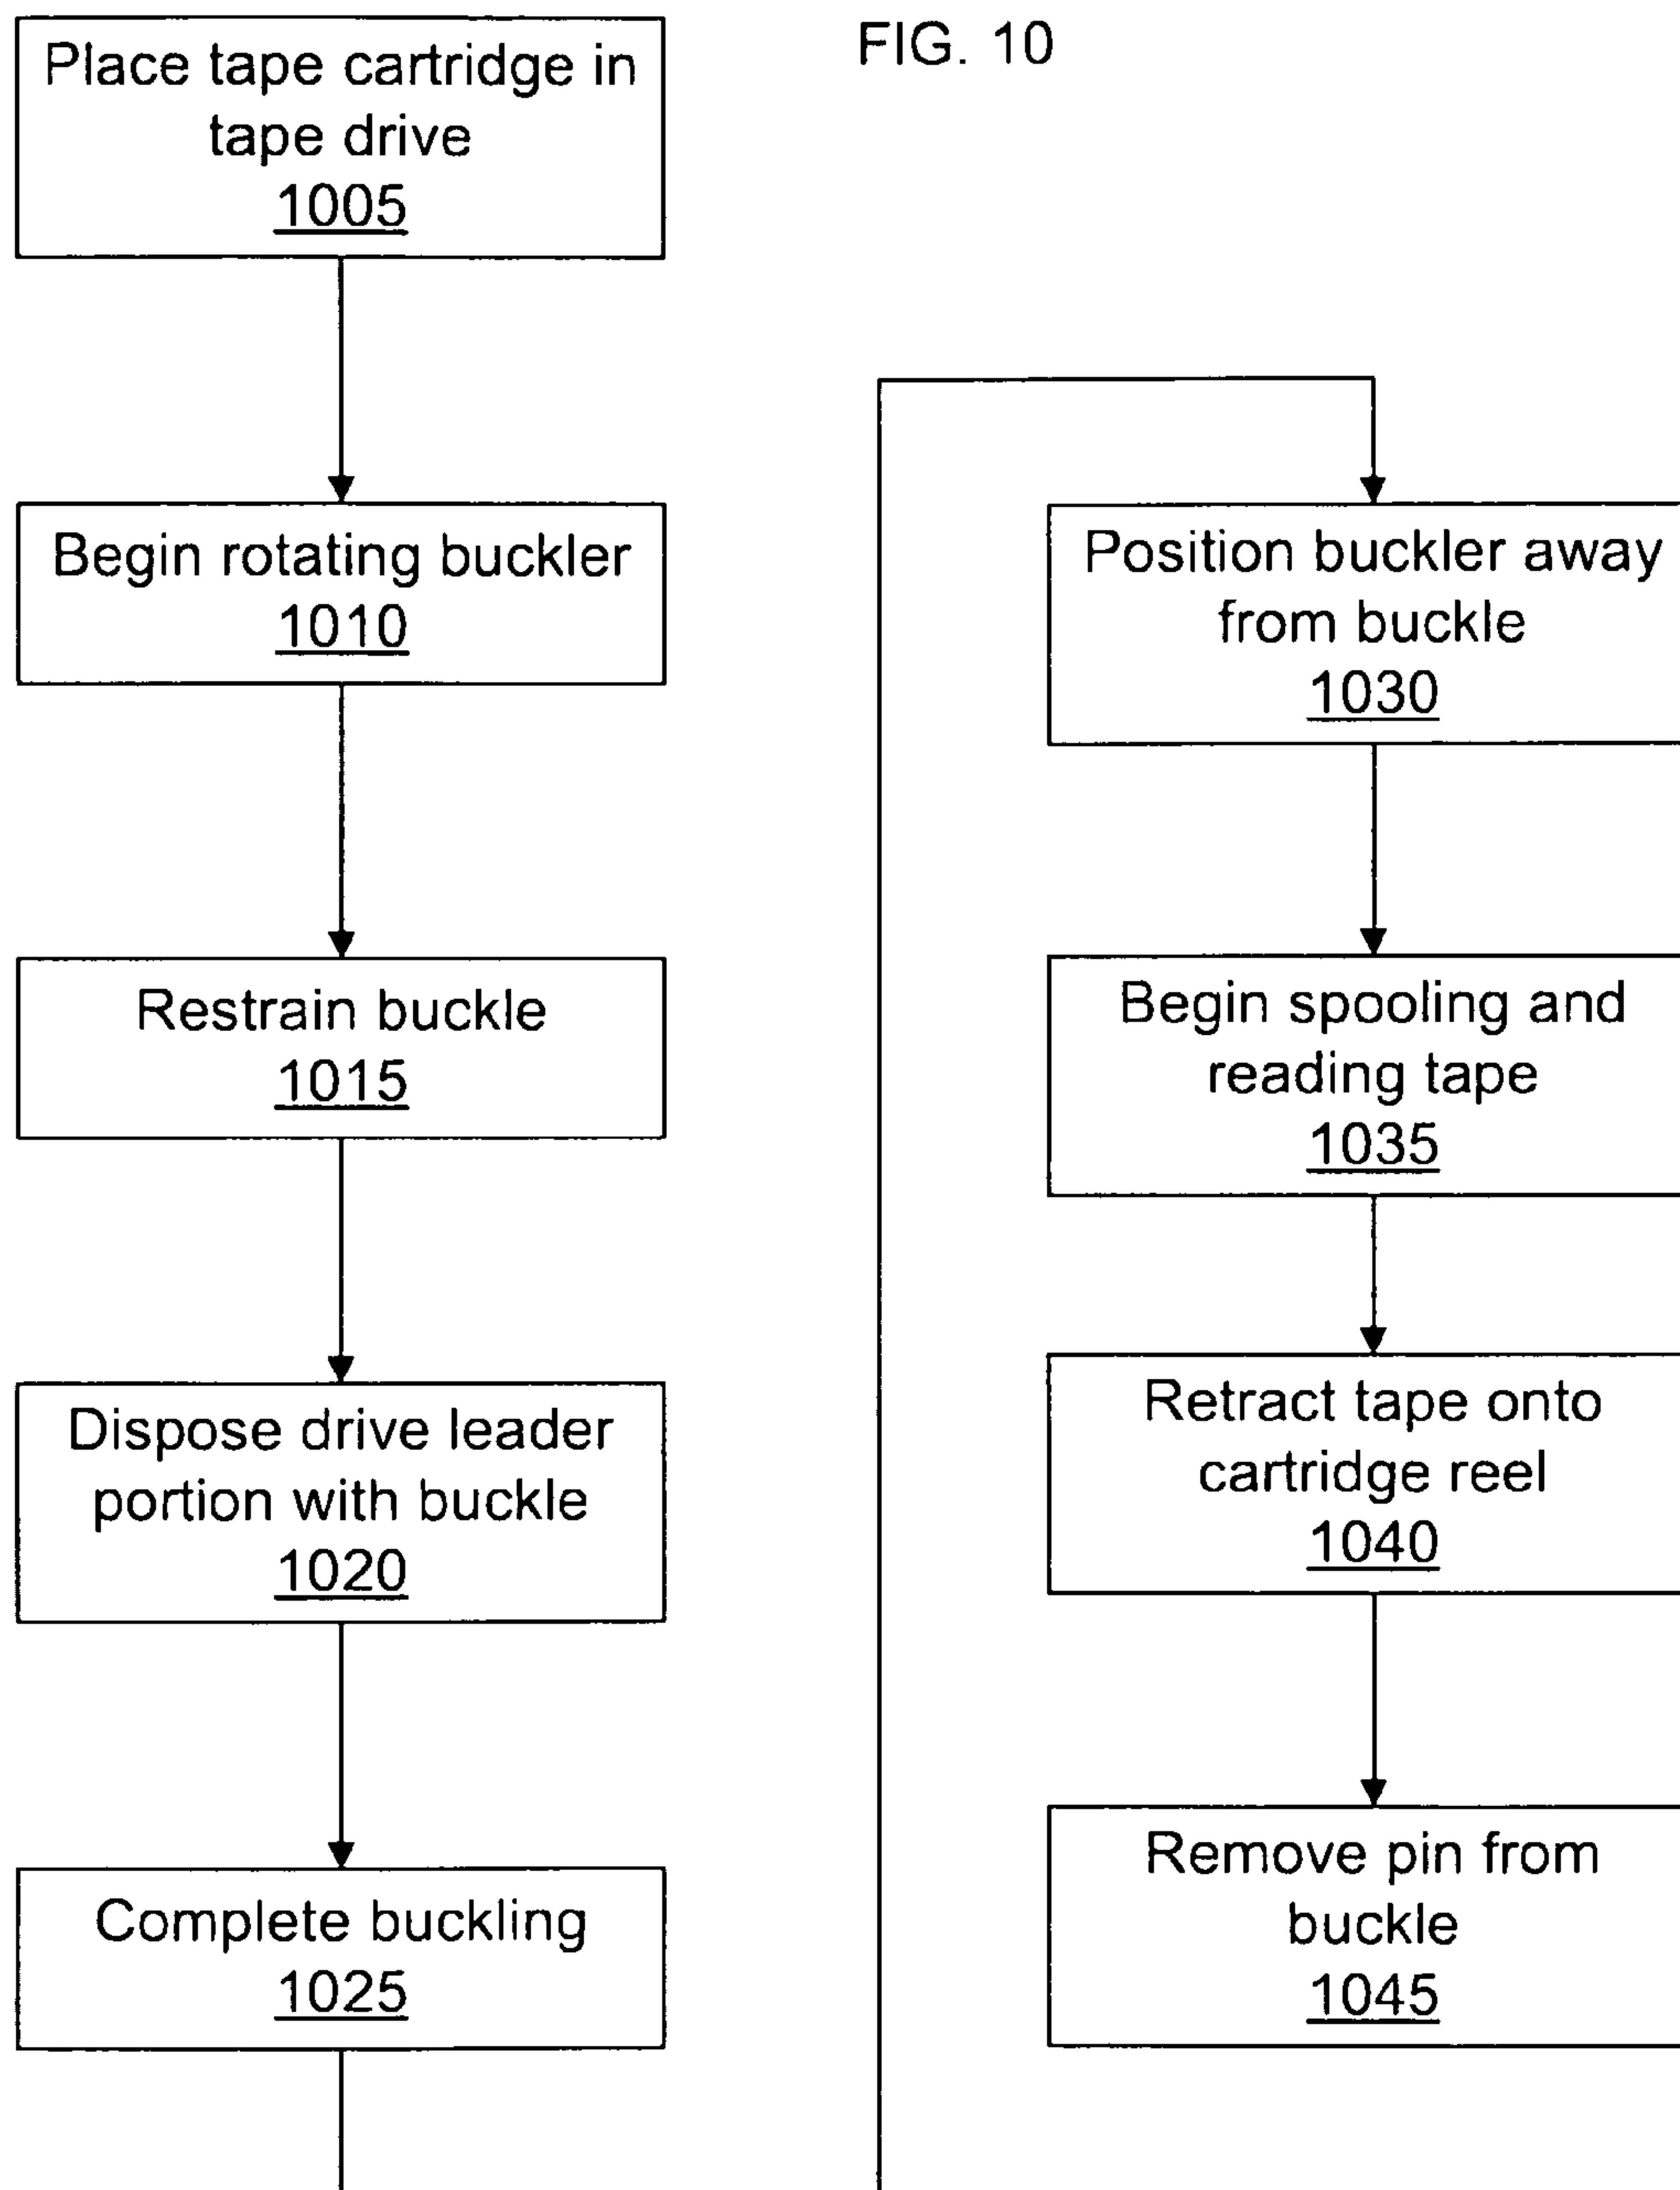 FIG. 10
Place tape cartridge in
tape drive
1005
Begin rotating buckler
1010
Restrain buckle
1015
Dispose drive leader
portion with buckle
1020
Complete buckling
1025
Position buckler away
from buckle
1030
Begin spooling and
reading tape
1035
Retract tape onto
cartridge reel
1040
Remove pin from
buckle
1045